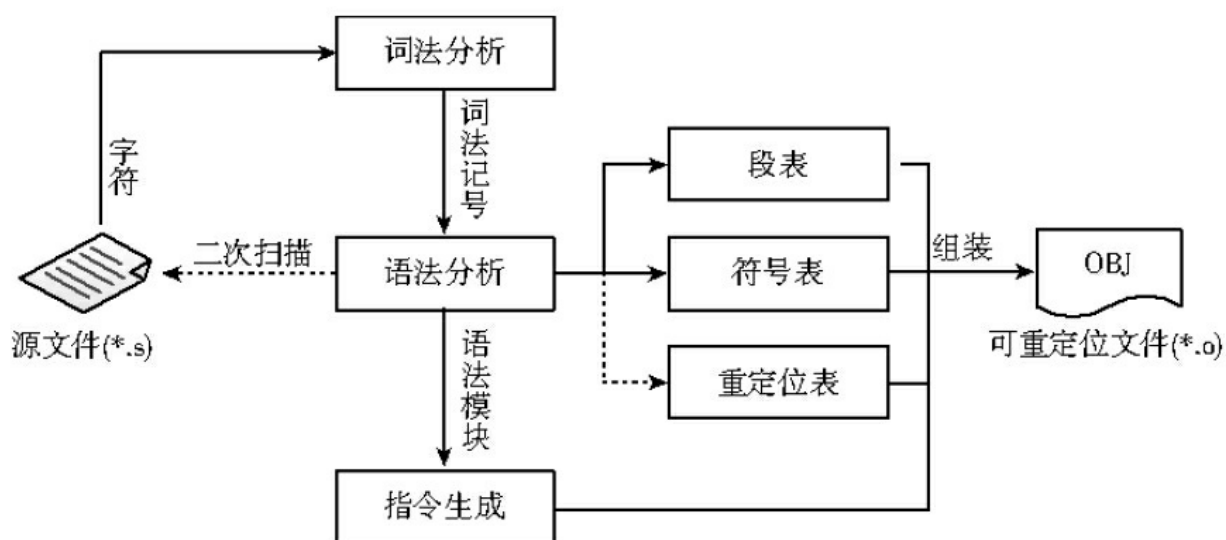 词法分析
字符
词法记号
段表
二次扫描
语法分析
符号表
组装
OBJ
源文件(*.s)
可重定位文件(*.o)
语法模块
重定位表
指令生成